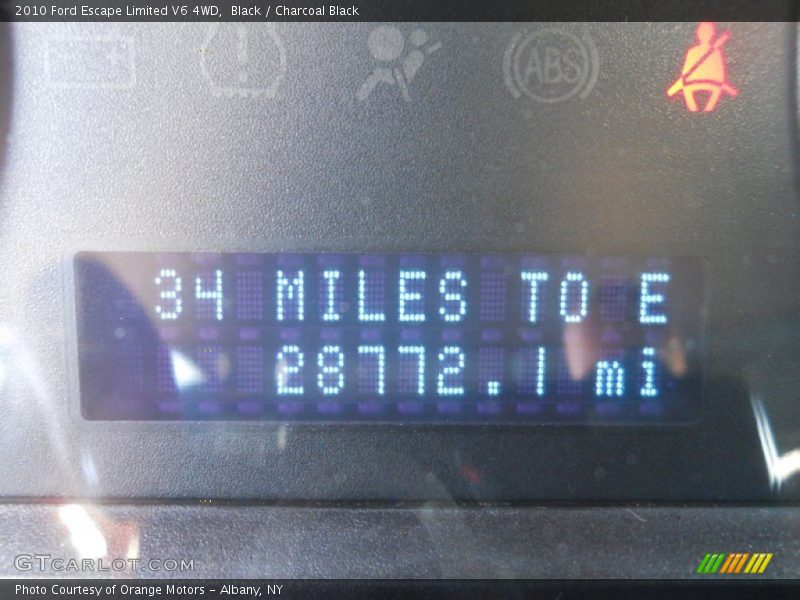 2010 Ford Escape Limited V6 4WD, Black / Charcoal Black
ABS
34 MILES TO E
28772.1 mi
GTCARLOT.COM
Photo Courtesy of Orange Motors - Albany, NY